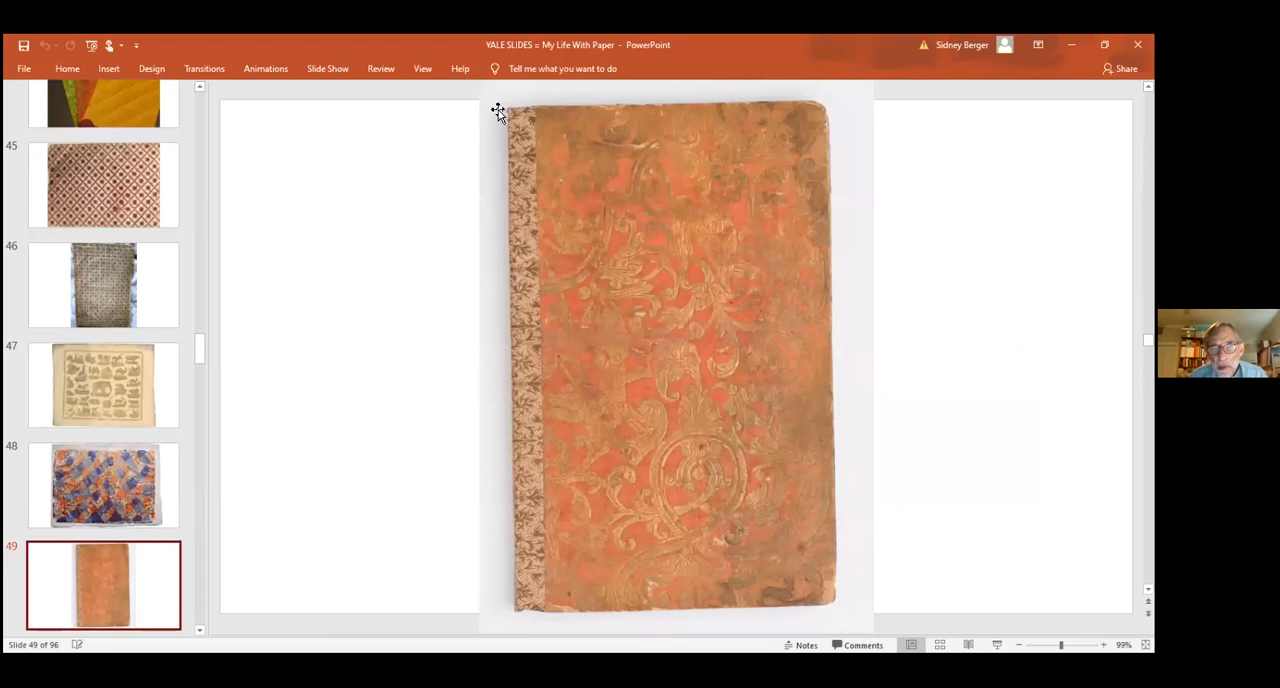 YALE SLIDES = My Life With Paper - PowerPoint
Sidney Berger
File Home Insert Design Transitions Animations Slide Show Review View Help Tell me what you want to do
Share
45
46
47
48
49
Slide 49 of 96
Notes Comments
99%